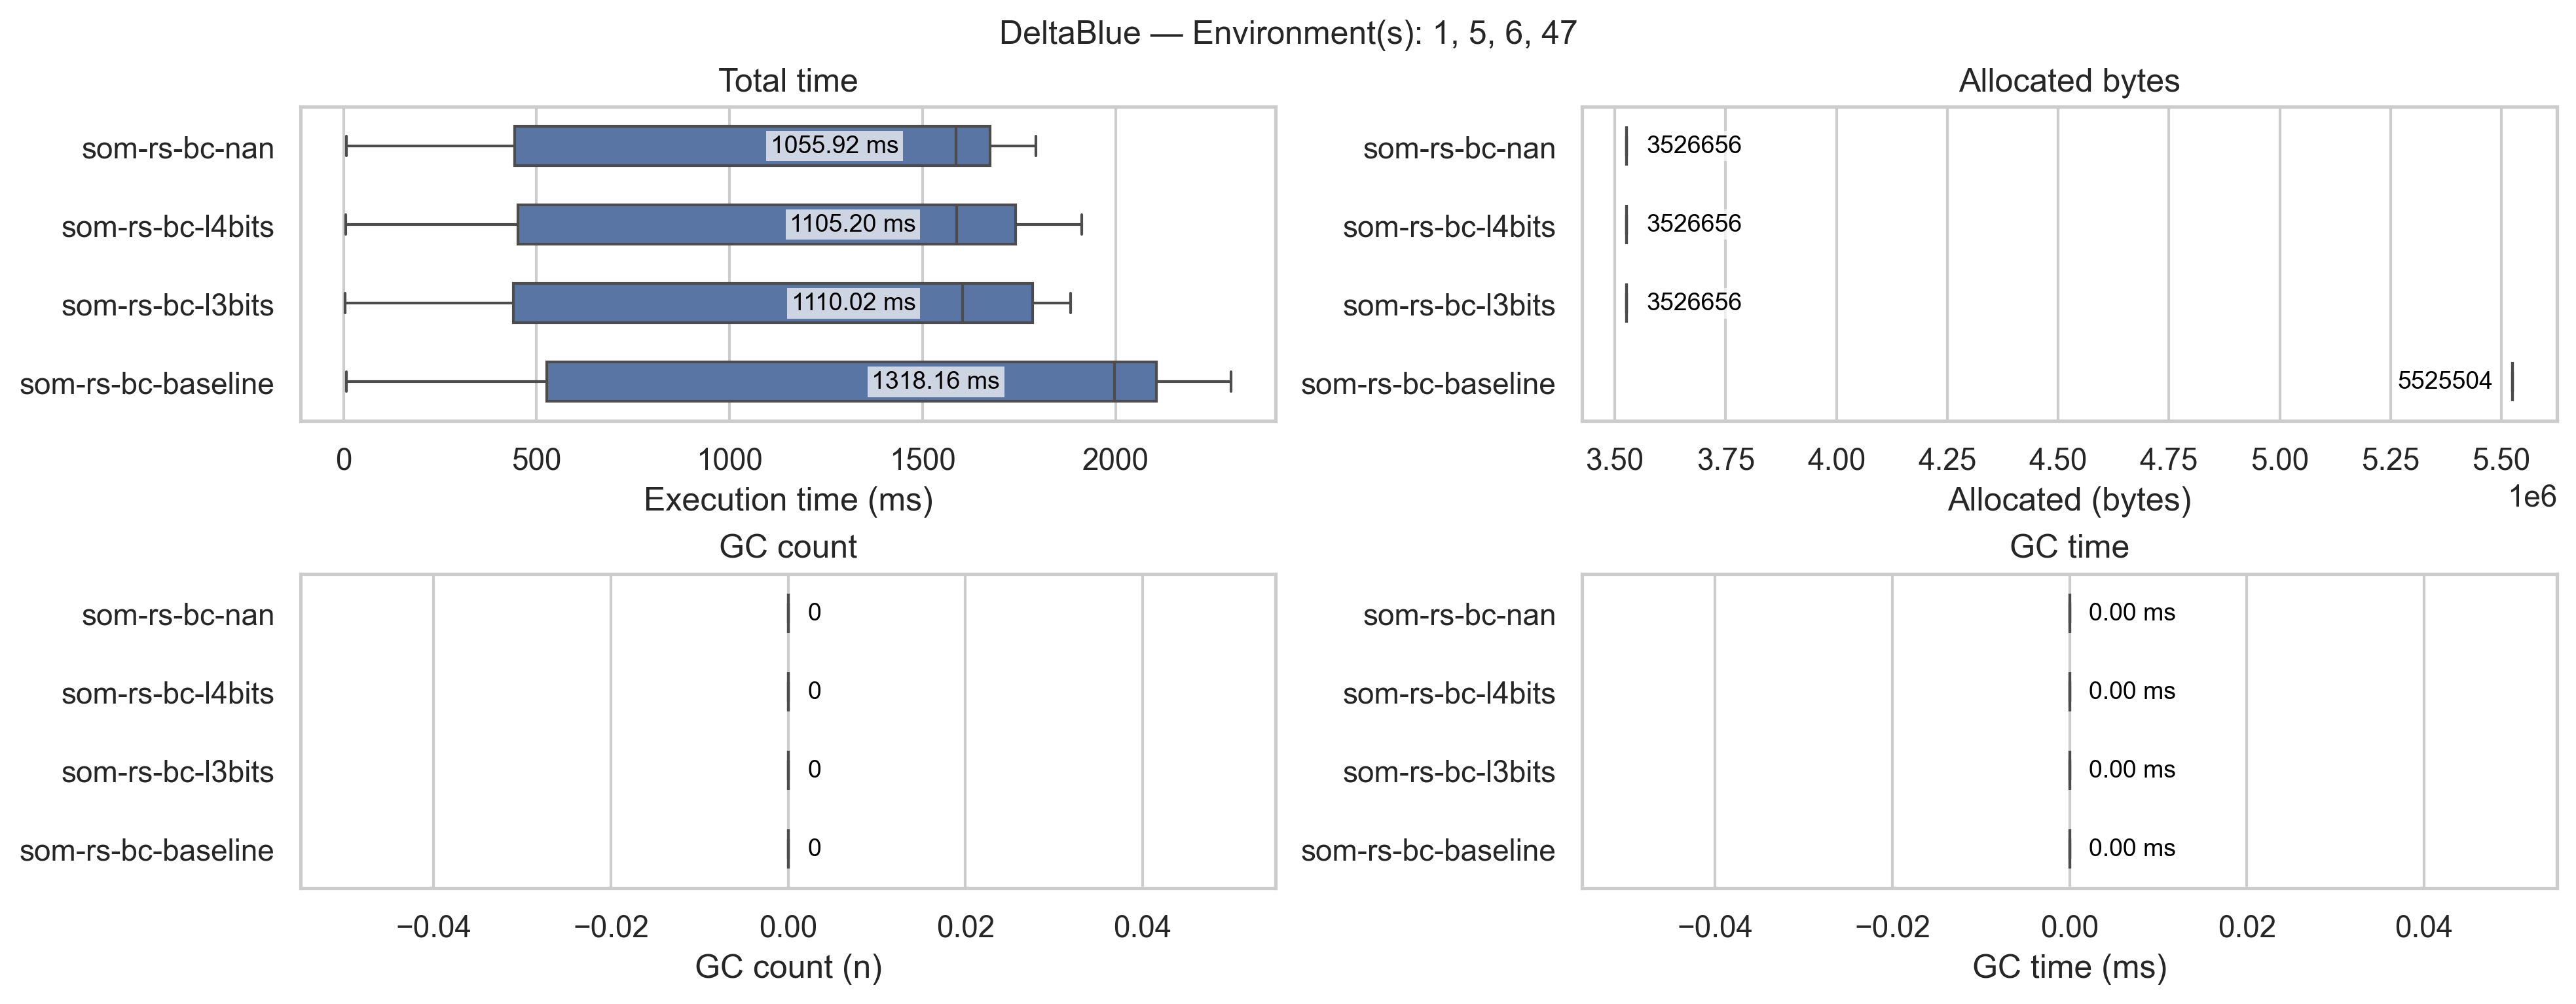 DeltaBlue — Environment(s): 1, 5, 6, 47
Total time
som-rs-bc-nan
1055.92 ms
som-rs-bc-l4bits
1105.20 ms
som-rs-bc-l3bits
1110.02 ms
som-rs-bc-baseline
1318.16 ms
0 500 1000 1500 2000
Execution time (ms)
Allocated bytes
som-rs-bc-nan
3526656
som-rs-bc-l4bits
3526656
som-rs-bc-l3bits
3526656
som-rs-bc-baseline
5525504
3.50 3.75 4.00 4.25 4.50 4.75 5.00 5.25 5.50
1e6
Allocated (bytes)
GC count
som-rs-bc-nan
0
som-rs-bc-l4bits
0
som-rs-bc-l3bits
0
som-rs-bc-baseline
0
−0.04 −0.02 0.00 0.02 0.04
GC count (n)
GC time
som-rs-bc-nan
0.00 ms
som-rs-bc-l4bits
0.00 ms
som-rs-bc-l3bits
0.00 ms
som-rs-bc-baseline
0.00 ms
−0.04 −0.02 0.00 0.02 0.04
GC time (ms)